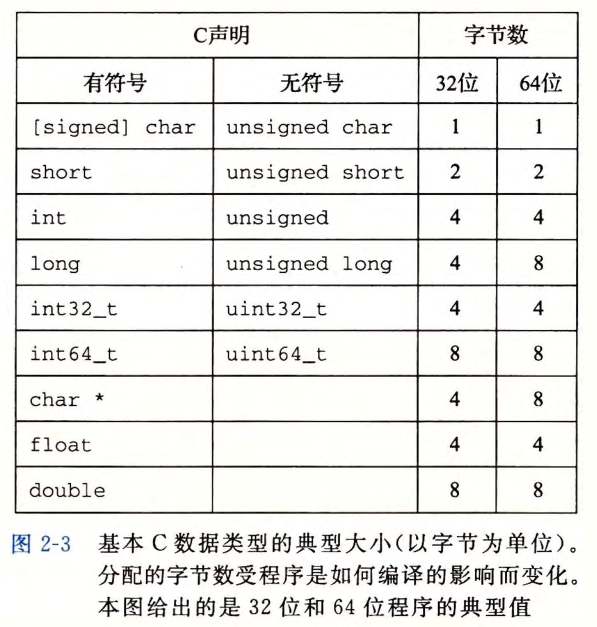 C声明 字节数
有符号 无符号 32位 64位
[signed] char unsigned char 1 1
short unsigned short 2 2
int unsigned 4 4
long unsigned long 4 8
int32_t uint32_t 4 4
int64_t uint64_t 8 8
char * 4 8
float 4 4
double 8 8
图 2-3 基本 C 数据类型的典型大小(以字节为单位)。
分配的字节数受程序是如何编译的影响而变化。
本图给出的是 32 位和 64 位程序的典型值